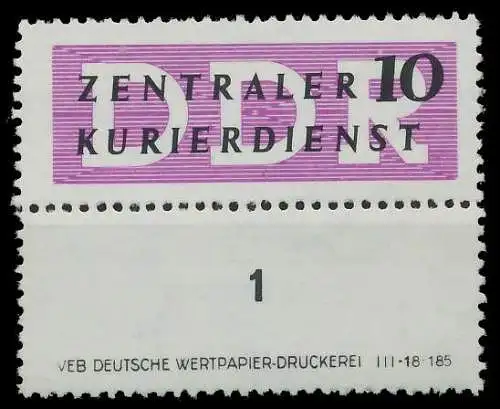 DDR
ZENTRALER 10
KURIERDIENST
1
VEB DEUTSCHE WERTPAPIER-DRUCKEREI III-18-185